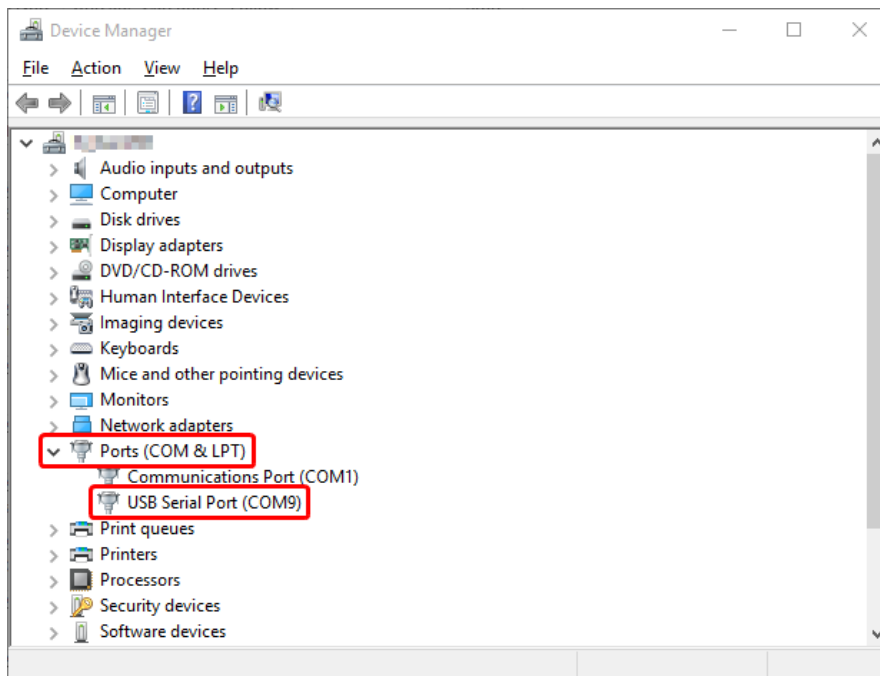 Device Manager
File Action View Help
Audio inputs and outputs
Computer
Disk drives
Display adapters
DVD/CD-ROM drives
Human Interface Devices
Imaging devices
Keyboards
Mice and other pointing devices
Monitors
Network adapters
Ports (COM & LPT)
Communications Port (COM1)
USB Serial Port (COM9)
Print queues
Printers
Processors
Security devices
Software devices